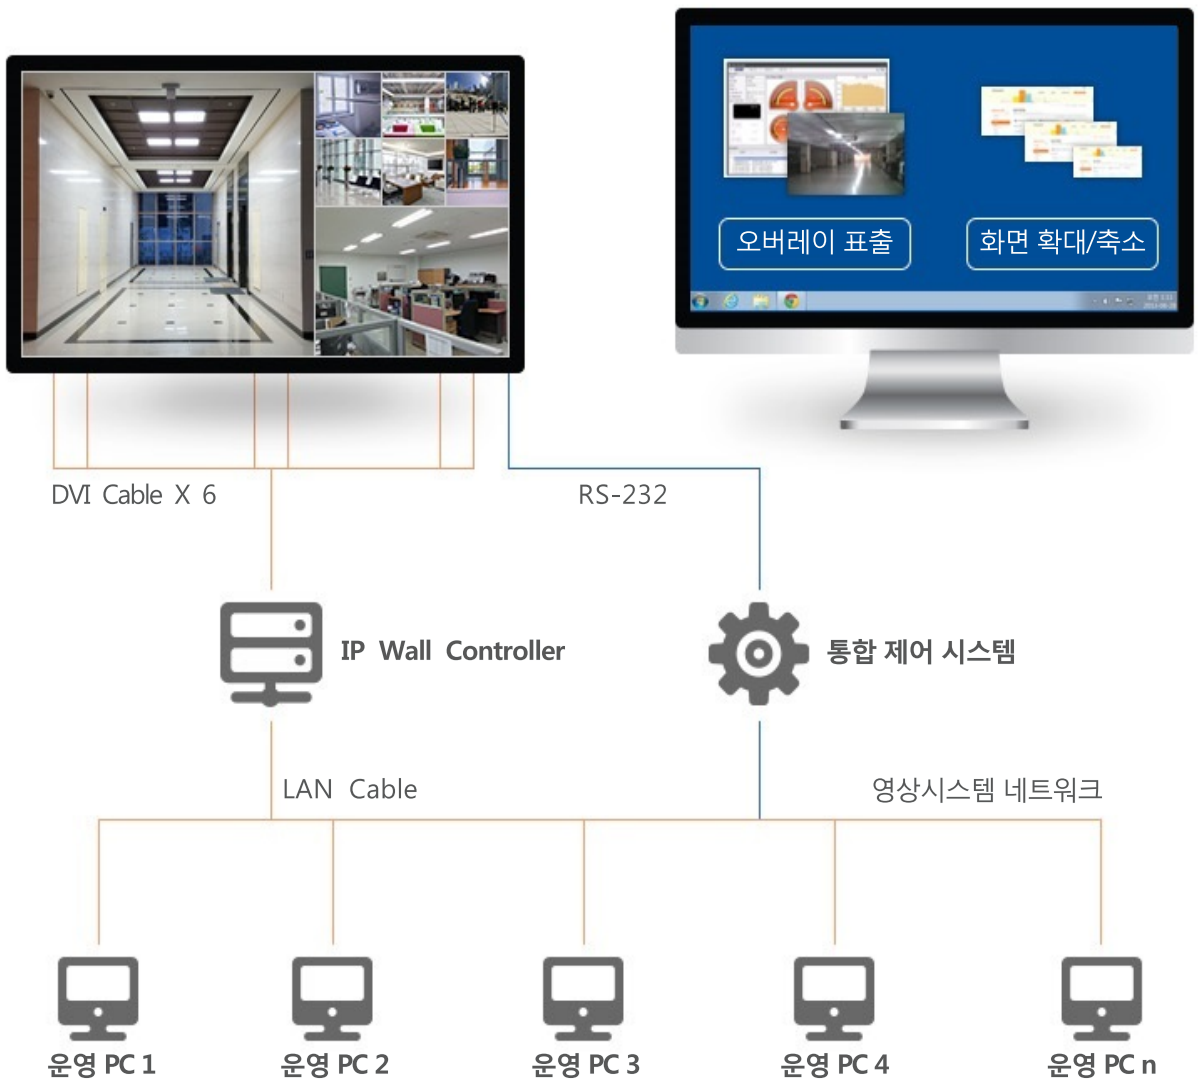 오버레이 표출
화면 확대/축소
DVI Cable X 6
RS-232
IP Wall Controller
통합 제어 시스템
LAN Cable
영상시스템 네트워크
운영 PC 1
운영 PC 2
운영 PC 3
운영 PC 4
운영 PC n